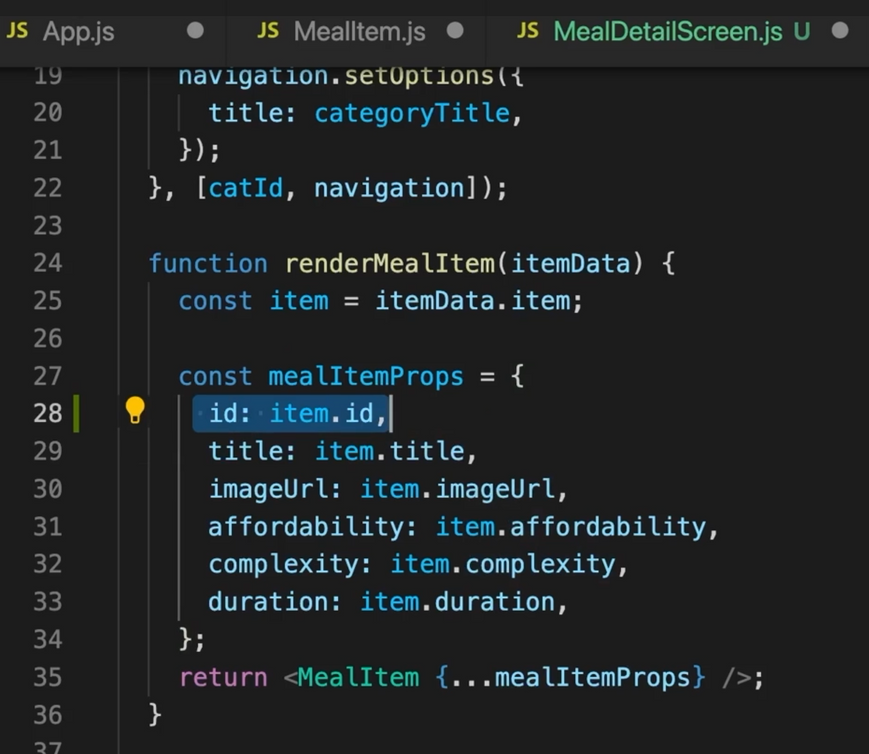 JS App.js JS MealItem.js JS MealDetailScreen.js U
19 navigation.setOptions({
20 title: categoryTitle,
21 });
22 }, [catId, navigation]);
23
24 function renderMealItem(itemData) {
25 const item = itemData.item;
26
27 const mealItemProps = {
28 id: item.id,
29 title: item.title,
30 imageUrl: item.imageUrl,
31 affordability: item.affordability,
32 complexity: item.complexity,
33 duration: item.duration,
34 };
35 return <MealItem {...mealItemProps} />;
36 }
37